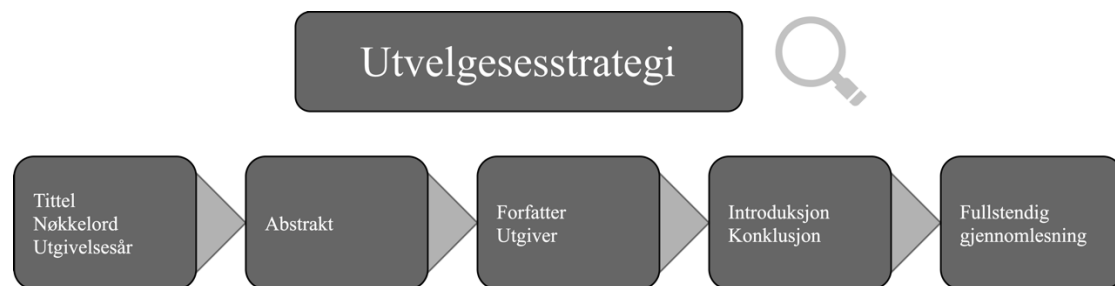 Utvelgesesstrategi
Tittel
Nøkkelord
Utgivelsesår
Abstrakt
Forfatter
Utgiver
Introduksjon
Konklusjon
Fullstendig
gjennomlesning